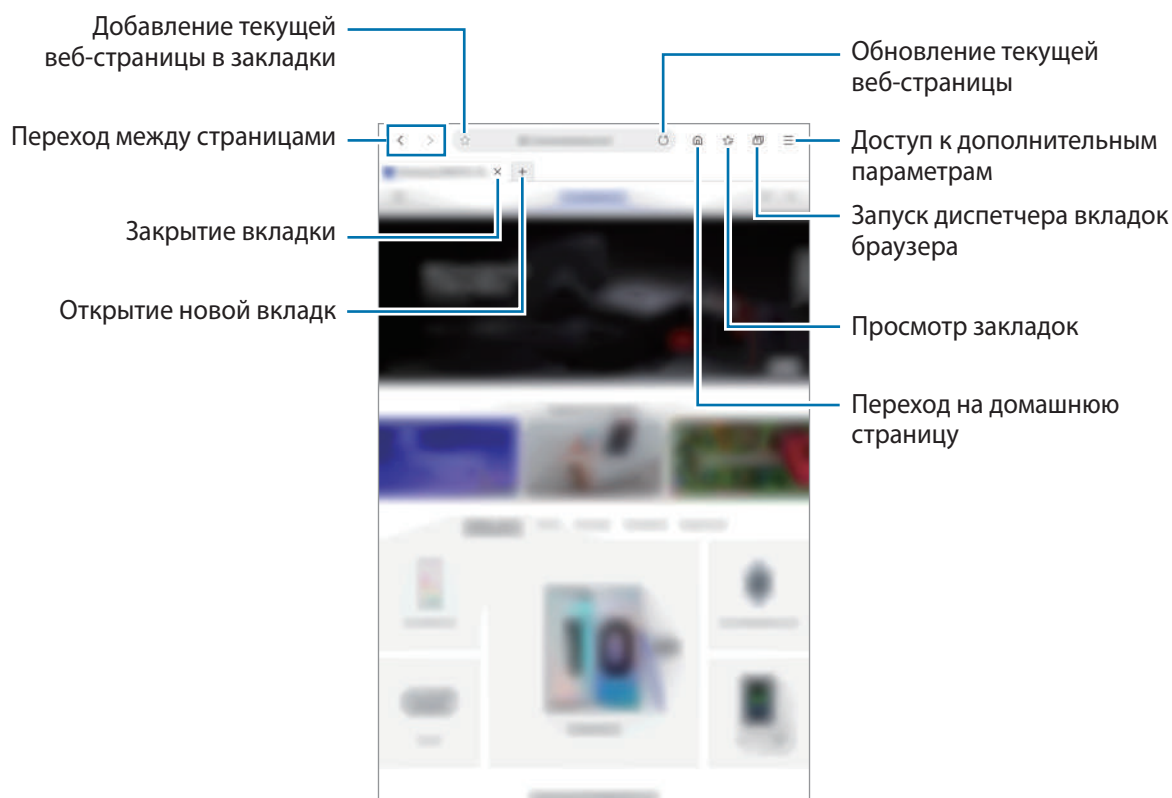 Добавление текущей
веб-страницы в закладки
Переход между страницами
Закрытие вкладки
Открытие новой вкладк
Обновление текущей
веб-страницы
Доступ к дополнительным
параметрам
Запуск диспетчера вкладок
браузера
Просмотр закладок
Переход на домашнюю
страницу